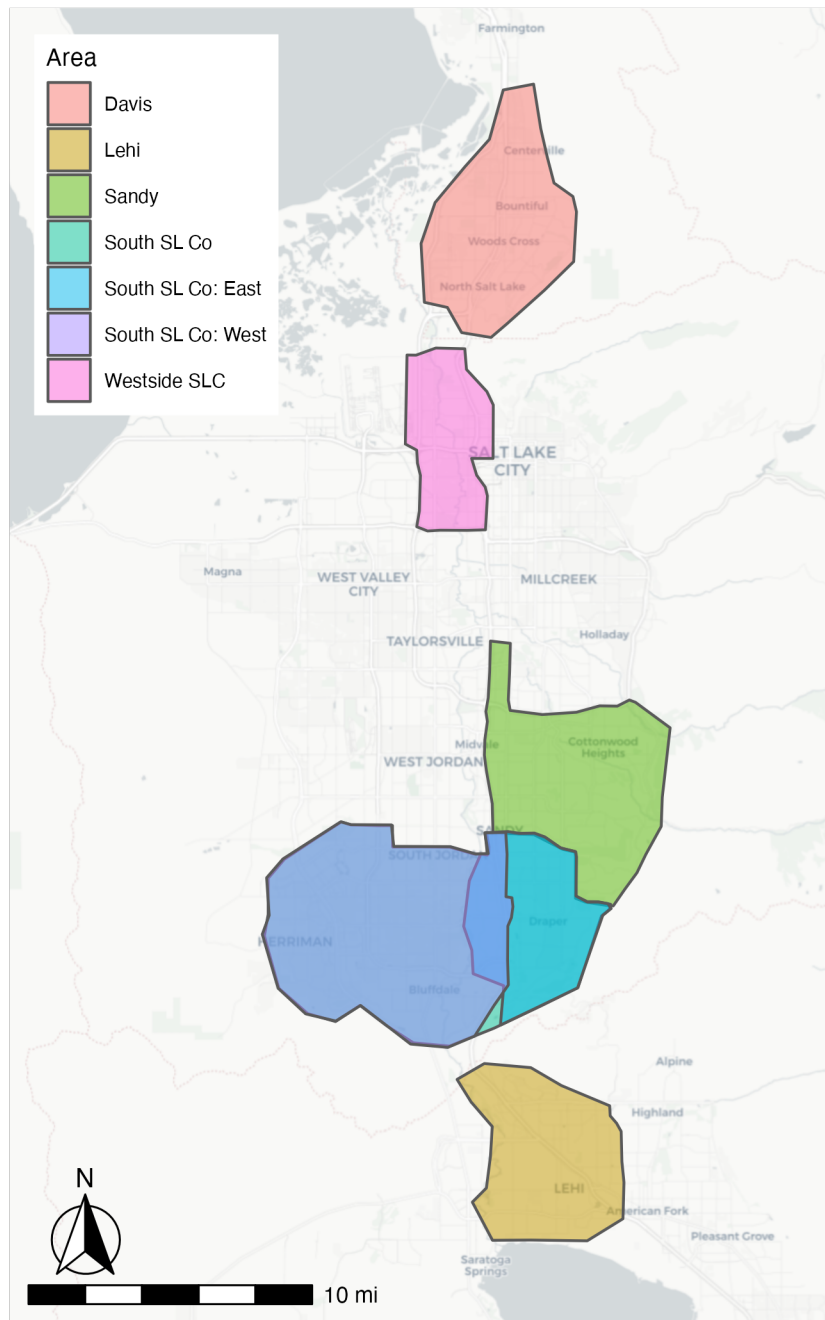 Farmington
Area
Davis
Lehi
Sandy
South SL Co
South SL Co: East
South SL Co: West
Westside SLC
Centerville
Bountiful
Woods Cross
North Salt Lake
SALT LAKE
CITY
Magna
WEST VALLEY
CITY
MILLCREEK
TAYLORSVILLE
Holladay
Midvale
Cottonwood
Heights
WEST JORDAN
SANDY
SOUTH JORDAN
Draper
HERRIMAN
Bluffdale
Alpine
Highland
LEHI
American Fork
Pleasant Grove
Saratoga
Springs
N
10 mi